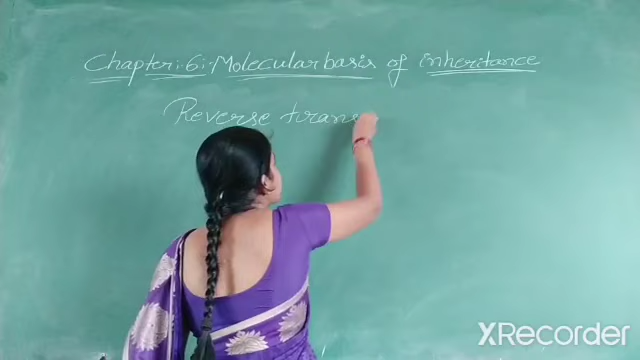 Chapter:6:-Molecular basis of inheritance
Reverse trans
XRecorder